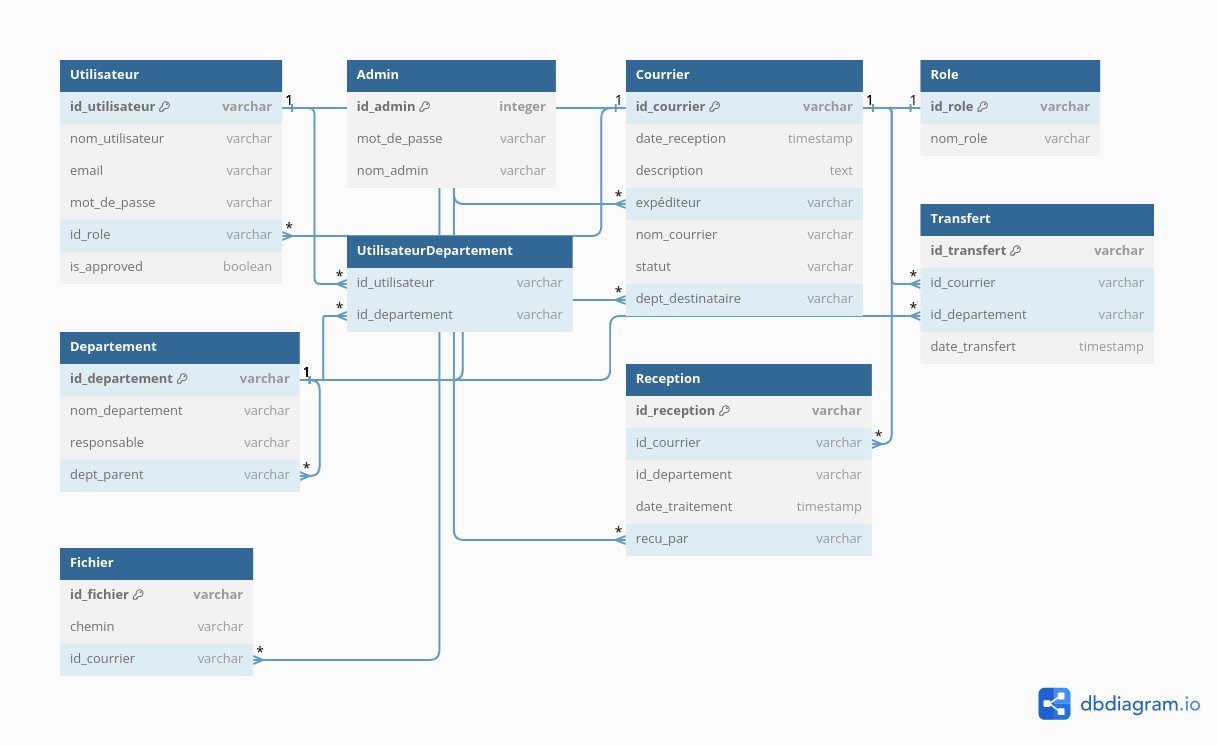 Utilisateur
id_utilisateur varchar
nom_utilisateur varchar
email varchar
mot_de_passe varchar
id_role varchar
is_approved boolean
Admin
id_admin integer
mot_de_passe varchar
nom_admin varchar
Courrier
id_courrier varchar
date_reception timestamp
description text
expéditeur varchar
nom_courrier varchar
statut varchar
dept_destinataire varchar
Role
id_role varchar
nom_role varchar
Transfert
id_transfert varchar
id_courrier varchar
id_departement varchar
date_transfert timestamp
UtilisateurDepartement
id_utilisateur varchar
id_departement varchar
Departement
id_departement varchar
nom_departement varchar
responsable varchar
dept_parent varchar
Reception
id_reception varchar
id_courrier varchar
id_departement varchar
date_traitement timestamp
recu_par varchar
Fichier
id_fichier varchar
chemin varchar
id_courrier varchar
1
1
1
1
1
*
*
*
*
*
*
*
*
*
*
*
dbdiagram.io